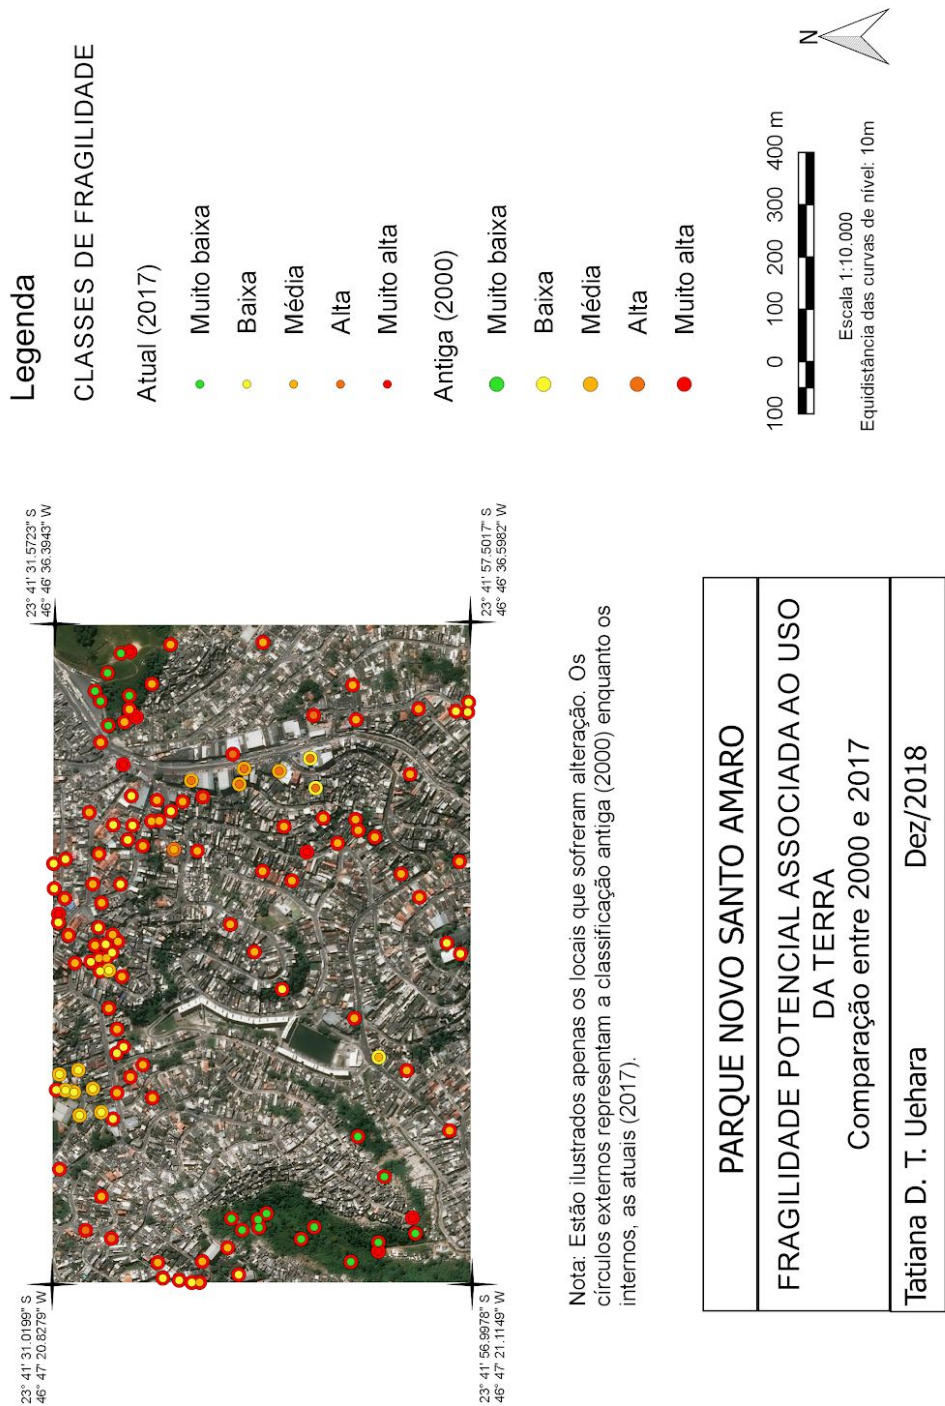 23° 41' 31.0199" S
46° 47' 20.8279" W
23° 41' 31.5723" S
46° 46' 36.3943" W
23° 41' 56.9978" S
46° 47' 21.1149" W
23° 41' 57.5017" S
46° 46' 36.5982" W
Nota: Estão ilustrados apenas os locais que sofreram alteração. Os
círculos externos representam a classificação antiga (2000) enquanto os
internos, as atuais (2017).
PARQUE NOVO SANTO AMARO
FRAGILIDADE POTENCIAL ASSOCIADA AO USO
DA TERRA
Comparação entre 2000 e 2017
Tatiana D. T. Uehara Dez/2018
Legenda
CLASSES DE FRAGILIDADE
Atual (2017)
Muito baixa
Baixa
Média
Alta
Muito alta
Antiga (2000)
Muito baixa
Baixa
Média
Alta
Muito alta
100 0 100 200 300 400 m
Escala 1:10.000
Equidistância das curvas de nível: 10m
N